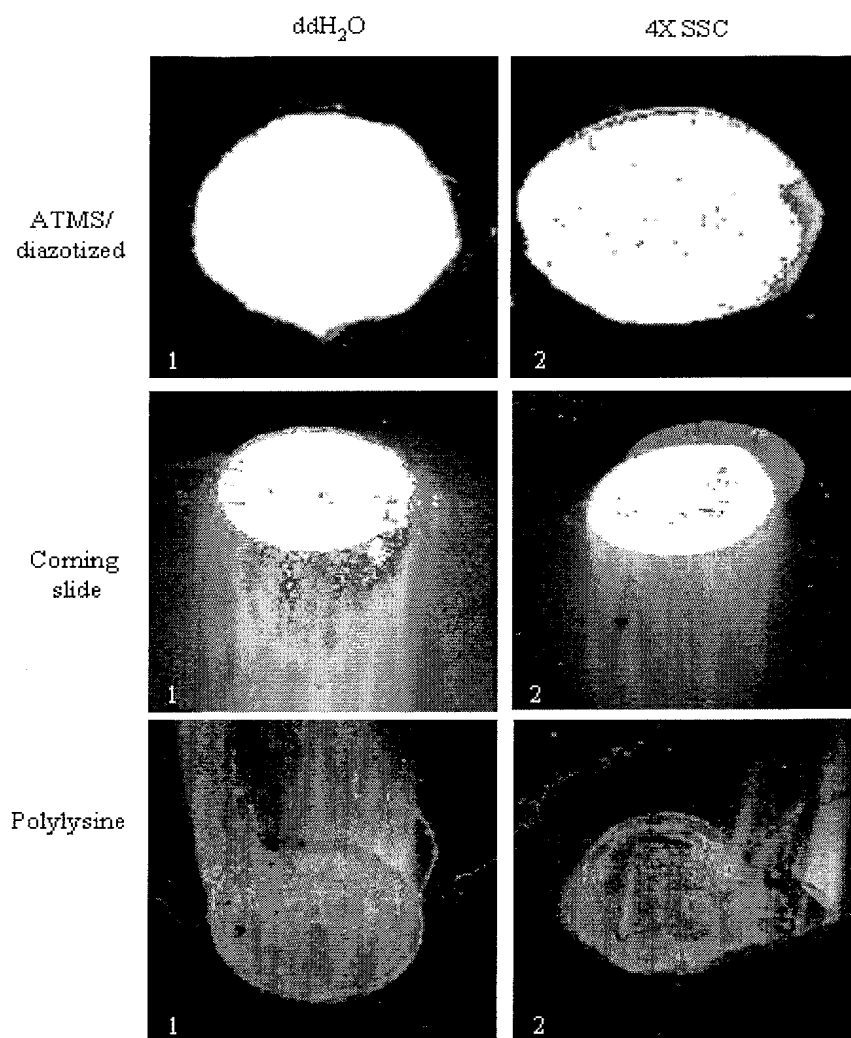 ddH₂O
4X SSC
ATMS/
diazotized
1
2
Corning
slide
1
2
Polylysine
1
2